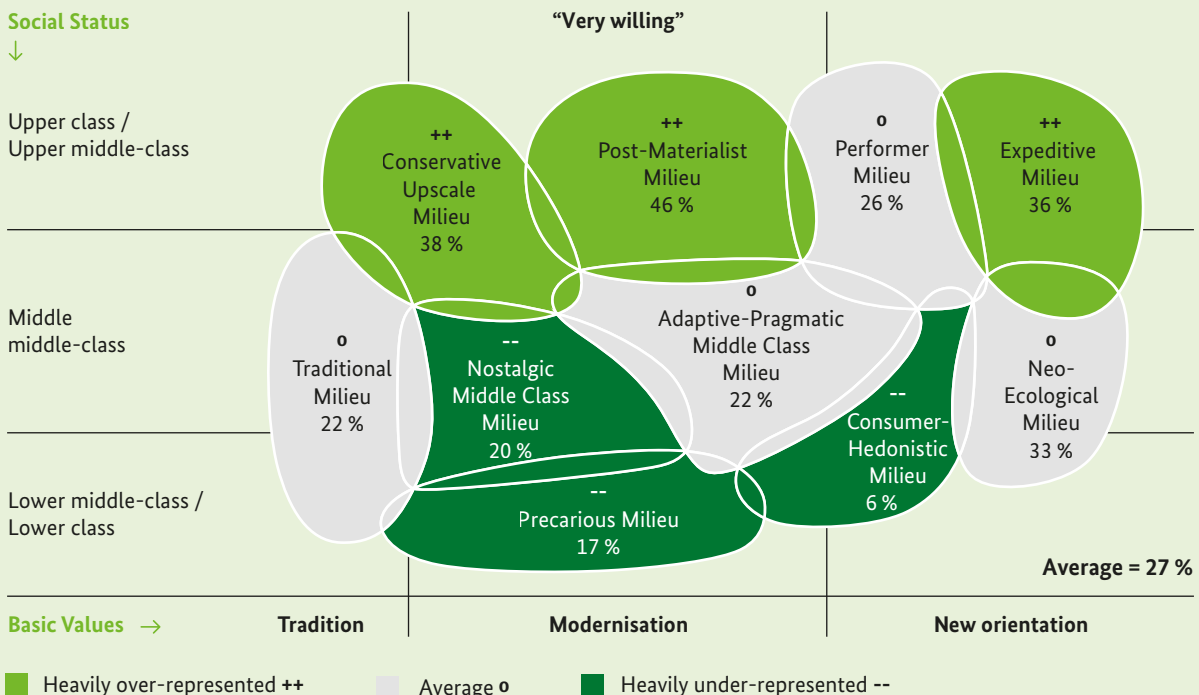 Social Status
↓
“Very willing”
Upper class /
Upper middle-class
++
Conservative
Upscale
Milieu
38 %
++
Post-Materialist
Milieu
46 %
o
Performer
Milieu
26 %
++
Expeditive
Milieu
36 %
Middle
middle-class
o
Traditional
Milieu
22 %
--
Nostalgic
Middle Class
Milieu
20 %
o
Adaptive-Pragmatic
Middle Class
Milieu
22 %
--
Consumer-
Hedonistic
Milieu
6 %
o
Neo-
Ecological
Milieu
33 %
Lower middle-class /
Lower class
--
Precarious Milieu
17 %
Average = 27 %
Basic Values →
Tradition
Modernisation
New orientation
Heavily over-represented ++
Average o
Heavily under-represented --